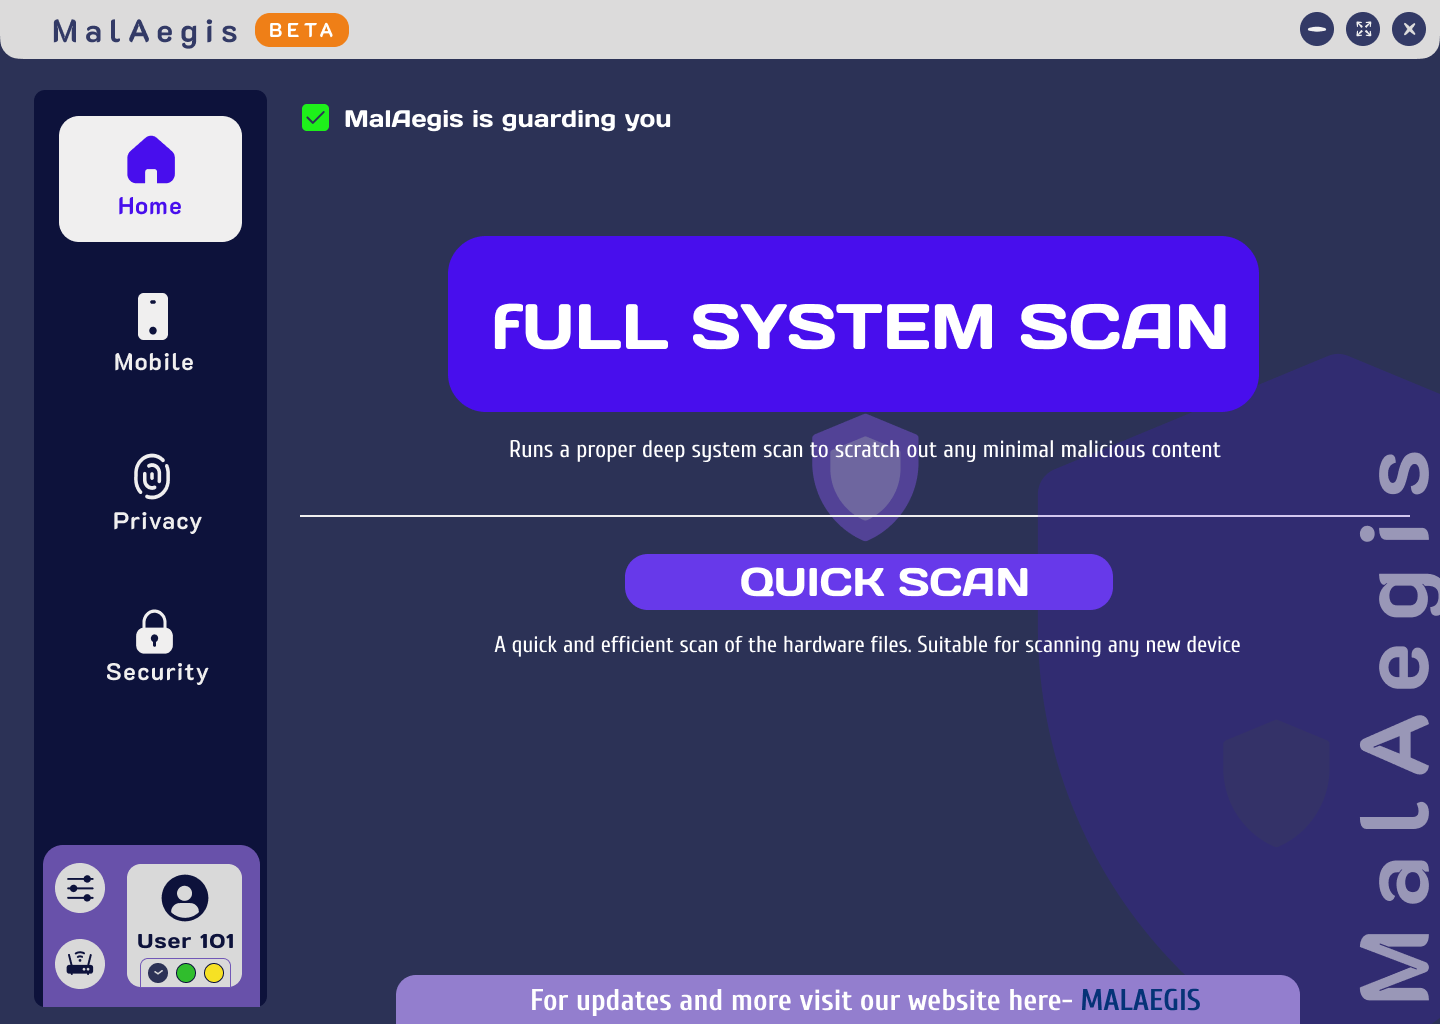 MalAegis BETA
MalAegis is guarding you
Home
Mobile
Privacy
Security
FULL SYSTEM SCAN
Runs a proper deep system scan to scratch out any minimal malicious content
QUICK SCAN
A quick and efficient scan of the hardware files. Suitable for scanning any new device
MalAegis
User 101
For updates and more visit our website here- MALAEGIS